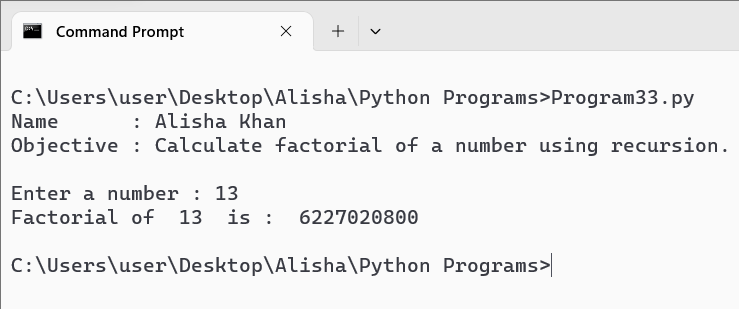 Command Prompt
C:\Users\user\Desktop\Alisha\Python Programs>Program33.py
Name      : Alisha Khan
Objective : Calculate factorial of a number using recursion.
Enter a number : 13
Factorial of  13  is :  6227020800
C:\Users\user\Desktop\Alisha\Python Programs>